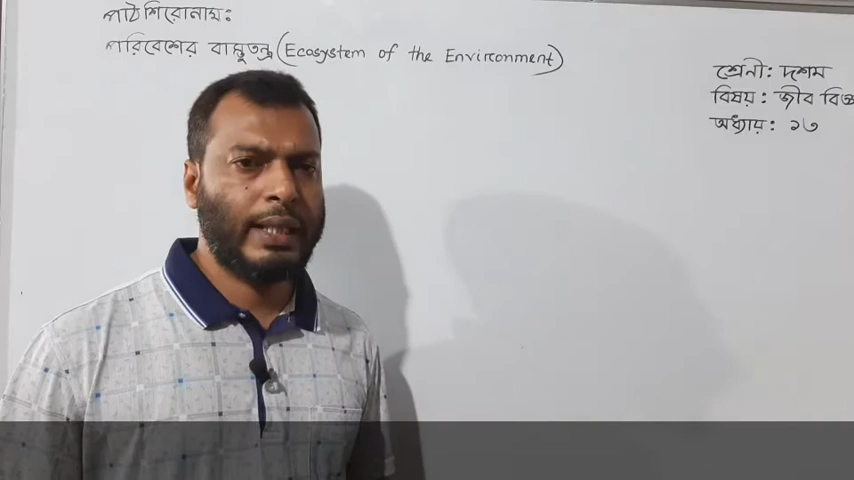 পাঠ শিরোনাম:
পরিবেশের বাস্তুতন্ত্র (Ecosystem of the Environment)
শ্রেণী: দশম
বিষয়: জীব বিজ্ঞ
অধ্যায়: ১৩